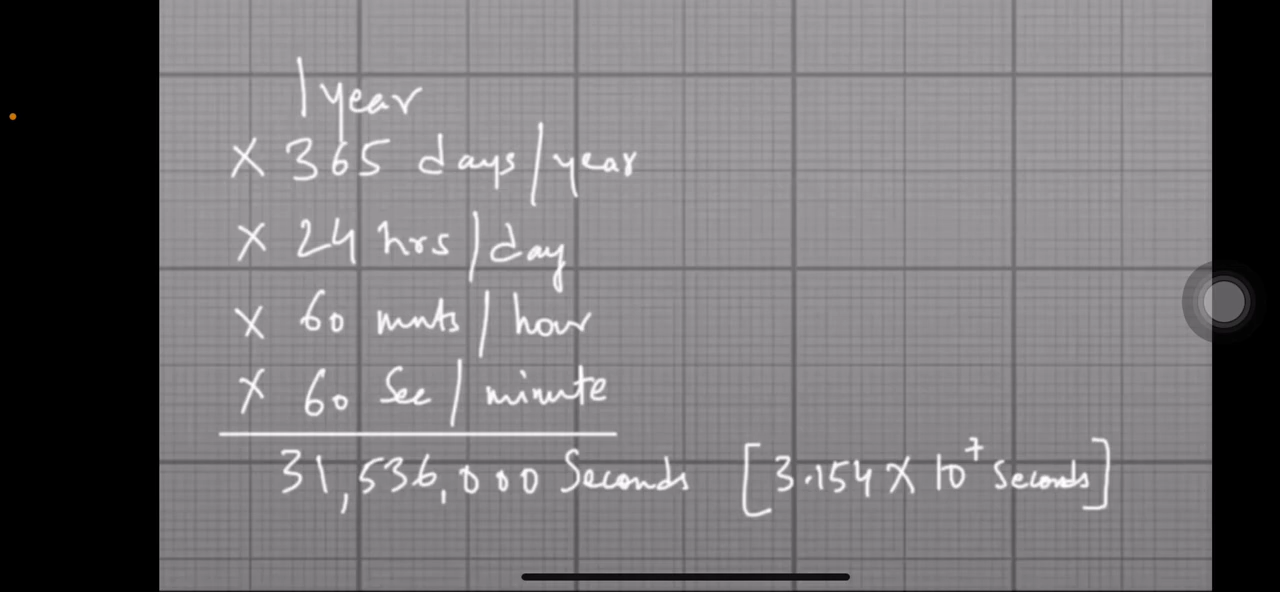 1 year
X 365 days/year
X 24 hrs/day
X 60 mnts/hour
X 60 Sec/minute
31,536,000 Seconds [3.154 X 10⁷ Seconds]